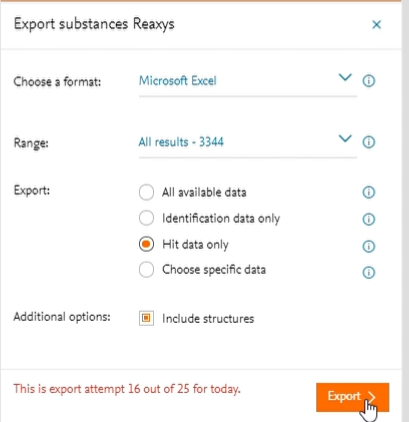 Export substances Reaxys
Choose a format: Microsoft Excel
Range: All results - 3344
Export: All available data
Identification data only
Hit data only
Choose specific data
Additional options: Include structures
This is export attempt 16 out of 25 for today. Export